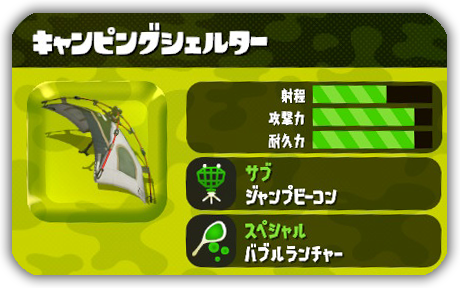 キャンピングシェルター
射程
攻撃力
耐久力
サブ
ジャンプビーコン
スペシャル
バブルランチャー